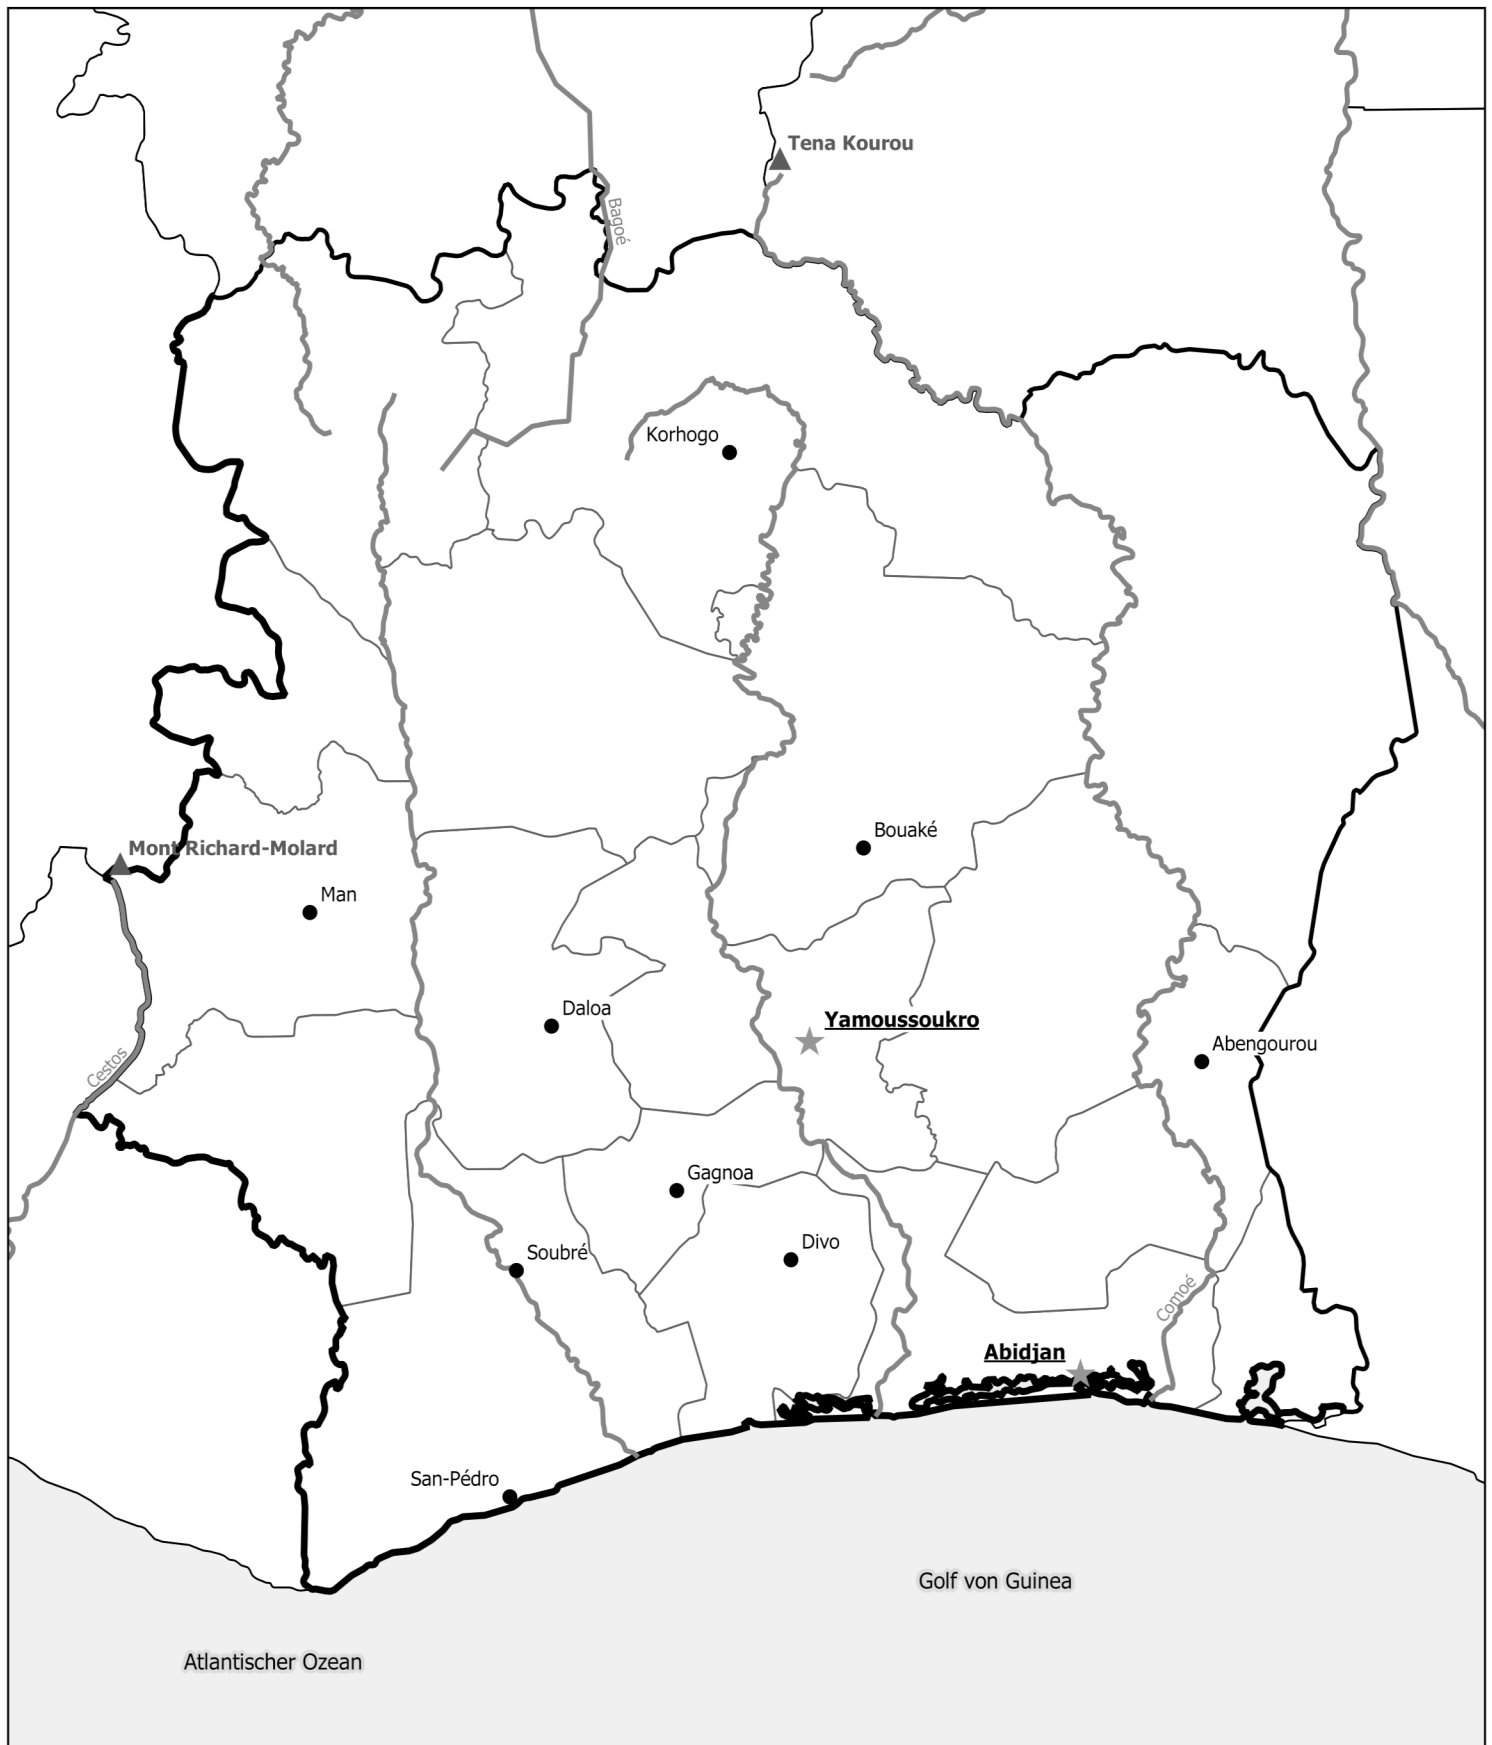 Tena Kourou
Bagoé
Korhogo
Bouaké
Mont Richard-Molard
Man
Daloa
Yamoussoukro
Abengourou
Cestos
Gagnoa
Divo
Soubré
Comoé
Abidjan
San-Pédro
Golf von Guinea
Atlantischer Ozean